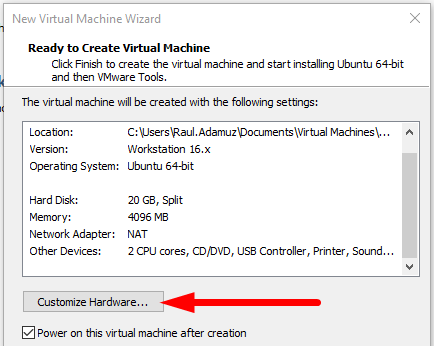 New Virtual Machine Wizard
Ready to Create Virtual Machine
Click Finish to create the virtual machine and start installing Ubuntu 64-bit
and then VMware Tools.
The virtual machine will be created with the following settings:
Location: C:\Users\Raul.Adamuz\Documents\Virtual Machines\...
Version: Workstation 16.x
Operating System: Ubuntu 64-bit
Hard Disk: 20 GB, Split
Memory: 4096 MB
Network Adapter: NAT
Other Devices: 2 CPU cores, CD/DVD, USB Controller, Printer, Sound...
Customize Hardware...
Power on this virtual machine after creation